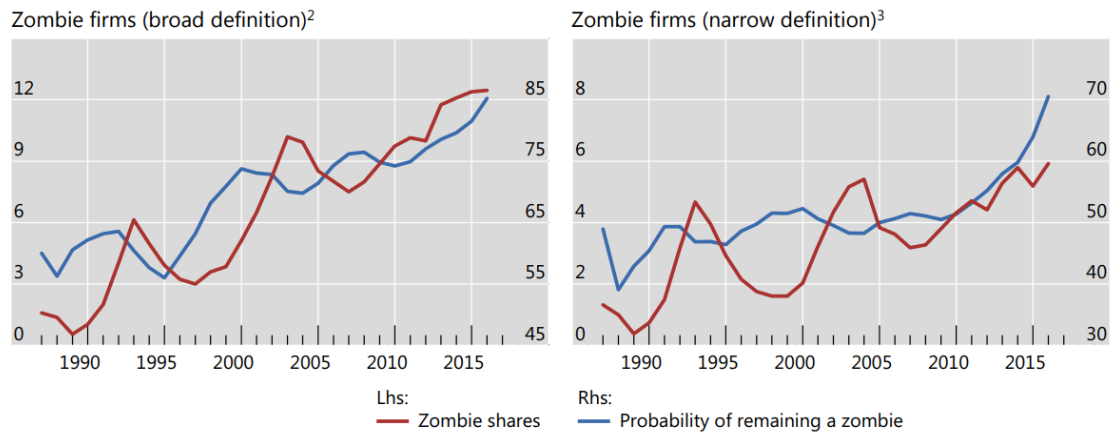 Zombie firms (broad definition)2
Zombie firms (narrow definition)3
12 85 8 70
9 75 6 60
6 65 4 50
3 55 2 40
0 45 0 30
1990 1995 2000 2005 2010 2015 1990 1995 2000 2005 2010 2015
Lhs: Rhs:
Zombie shares Probability of remaining a zombie